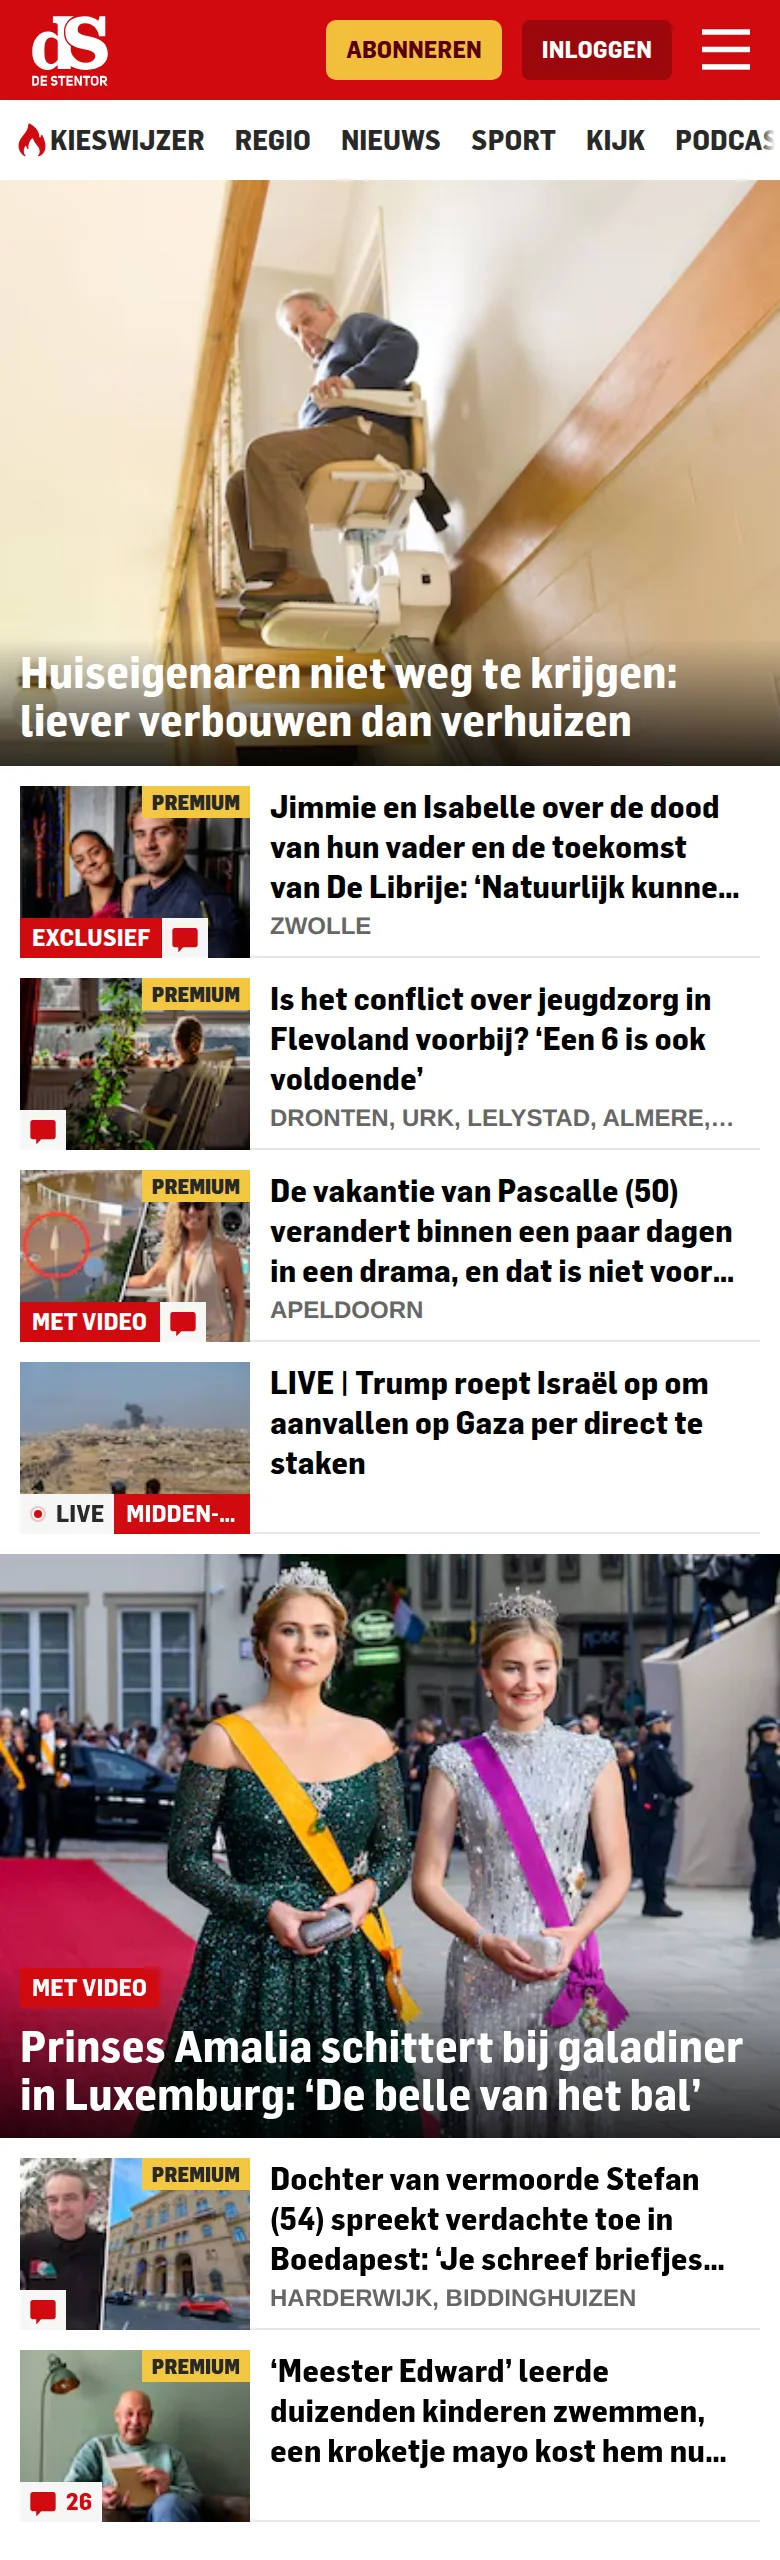 dS
DE STENTOR
ABONNEREN
INLOGGEN
KIESWIJZER REGIO NIEUWS SPORT KIJK PODCAS
Huiseigenaren niet weg te krijgen:
liever verbouwen dan verhuizen
PREMIUM
EXCLUSIEF
Jimmie en Isabelle over de dood
van hun vader en de toekomst
van De Librije: ‘Natuurlijk kunne...
ZWOLLE
PREMIUM
Is het conflict over jeugdzorg in
Flevoland voorbij? ‘Een 6 is ook
voldoende’
DRONTEN, URK, LELYSTAD, ALMERE,...
PREMIUM
MET VIDEO
De vakantie van Pascalle (50)
verandert binnen een paar dagen
in een drama, en dat is niet voor...
APELDOORN
LIVE
MIDDEN-...
LIVE | Trump roept Israël op om
aanvallen op Gaza per direct te
staken
MET VIDEO
Prinses Amalia schittert bij galadiner
in Luxemburg: ‘De belle van het bal’
PREMIUM
Dochter van vermoorde Stefan
(54) spreekt verdachte toe in
Boedapest: ‘Je schreef briefjes...
HARDERWIJK, BIDDINGHUIZEN
PREMIUM
26
‘Meester Edward’ leerde
duizenden kinderen zwemmen,
een kroketje mayo kost hem nu...